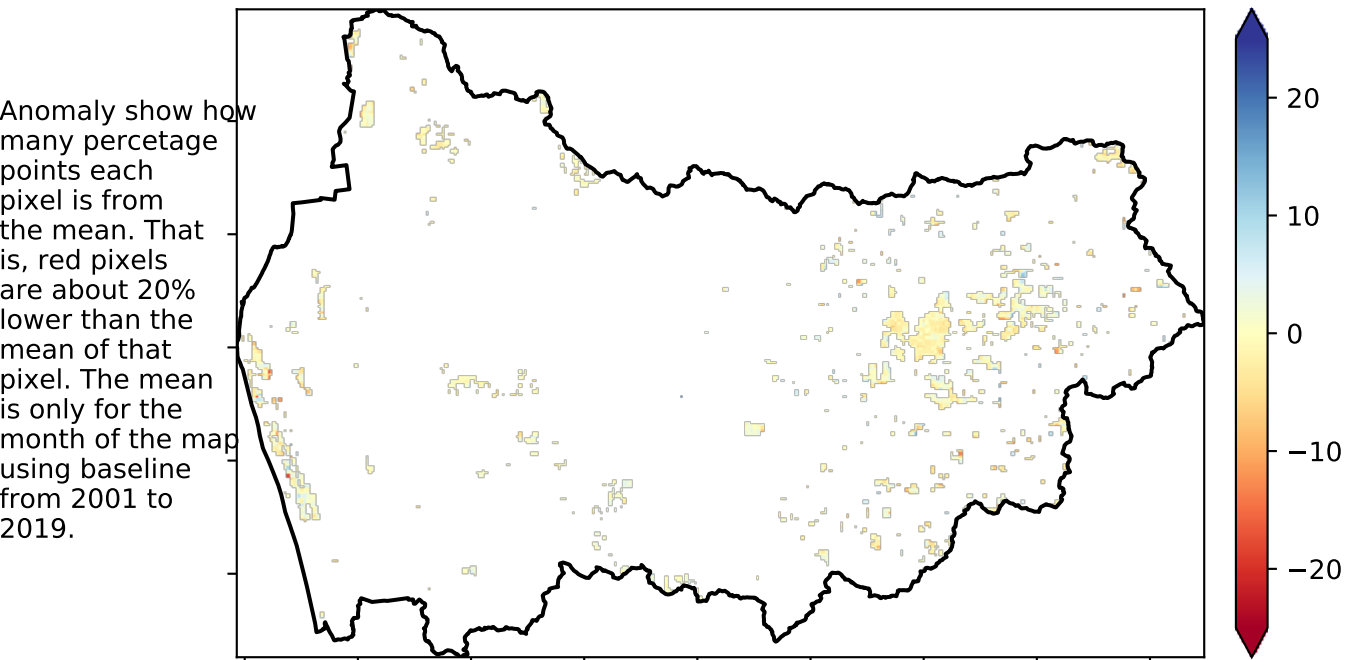 Anomaly show how
many percetage
points each
pixel is from
the mean. That
is, red pixels
are about 20%
lower than the
mean of that
pixel. The mean
is only for the
month of the map
using baseline
from 2001 to
2019.
20
10
0
−10
−20